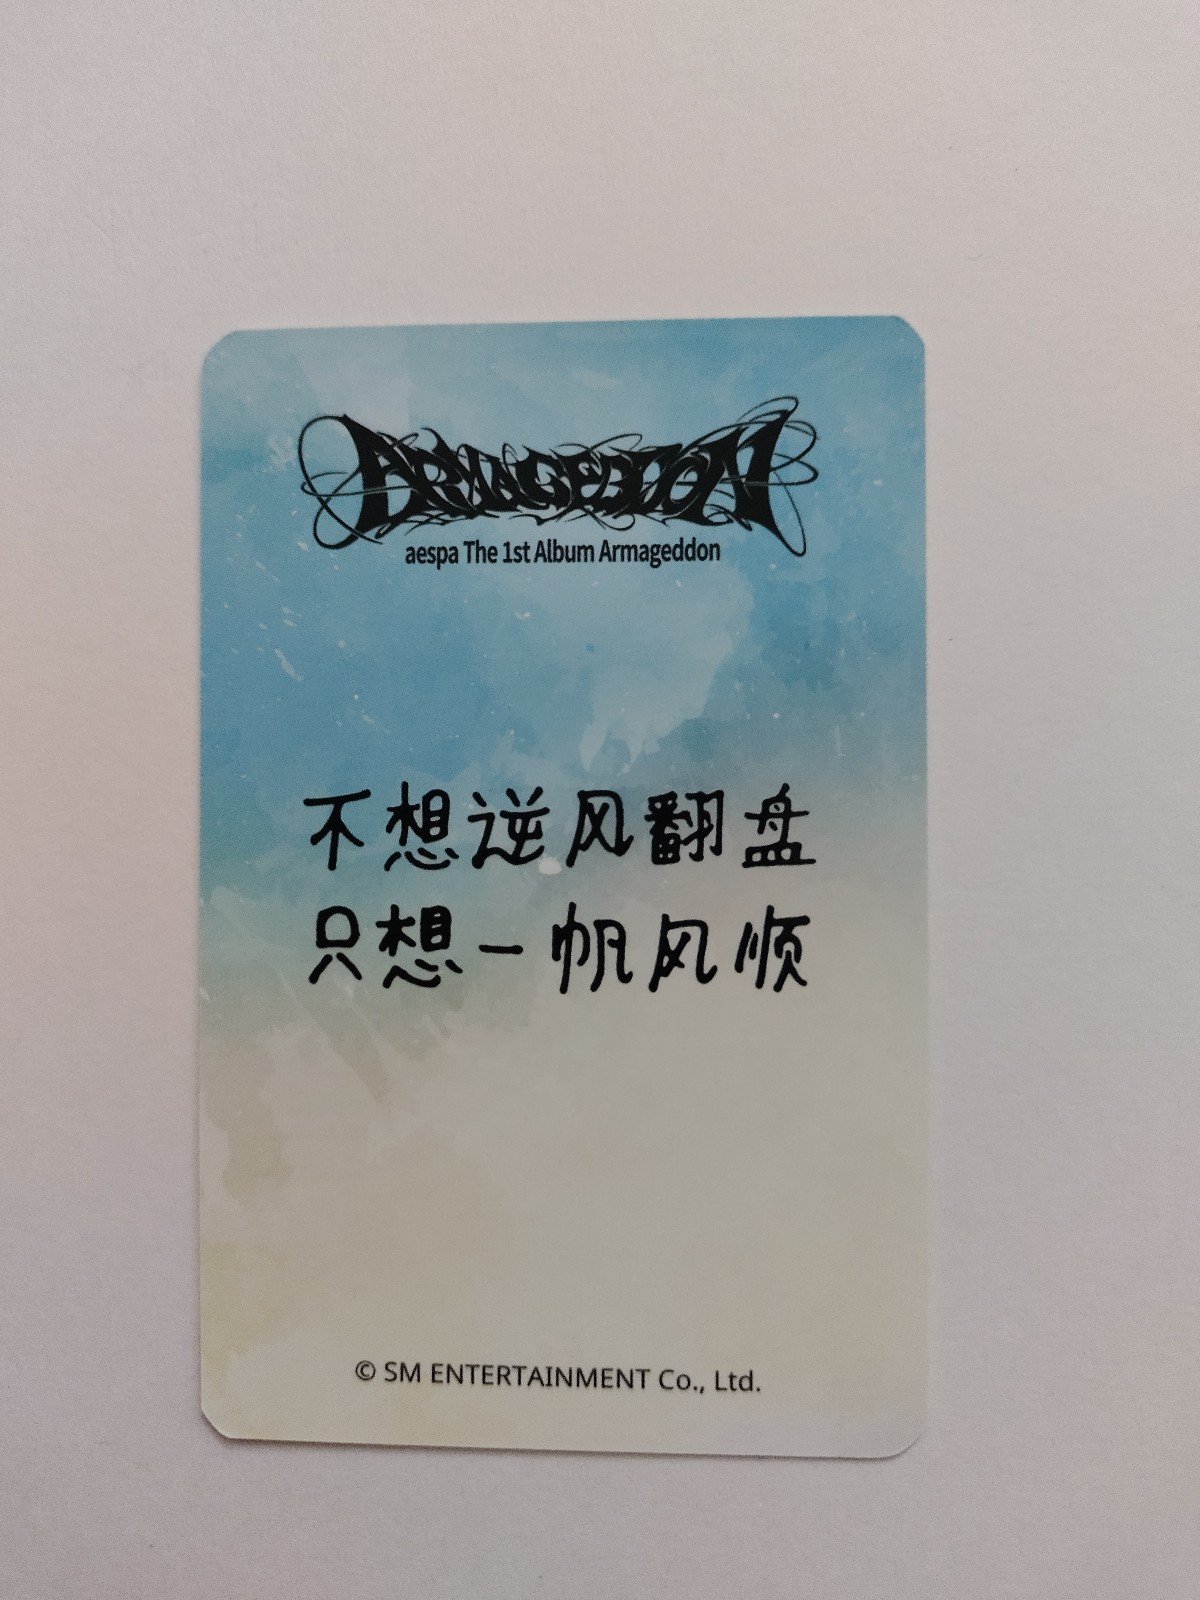 ARMAGEDDON
aespa The 1st Album Armageddon
不想逆风翻盘
只想一帆风顺
© SM ENTERTAINMENT Co., Ltd.